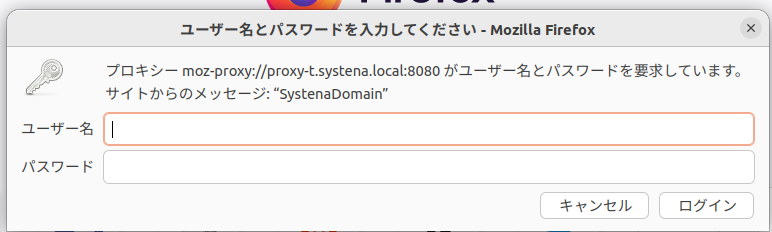 Firefox
ユーザー名とパスワードを入力してください - Mozilla Firefox
プロキシー moz-proxy://proxy-t.systena.local:8080 がユーザー名とパスワードを要求しています。
サイトからのメッセージ: “SystenaDomain”
ユーザー名
パスワード
キャンセル ログイン